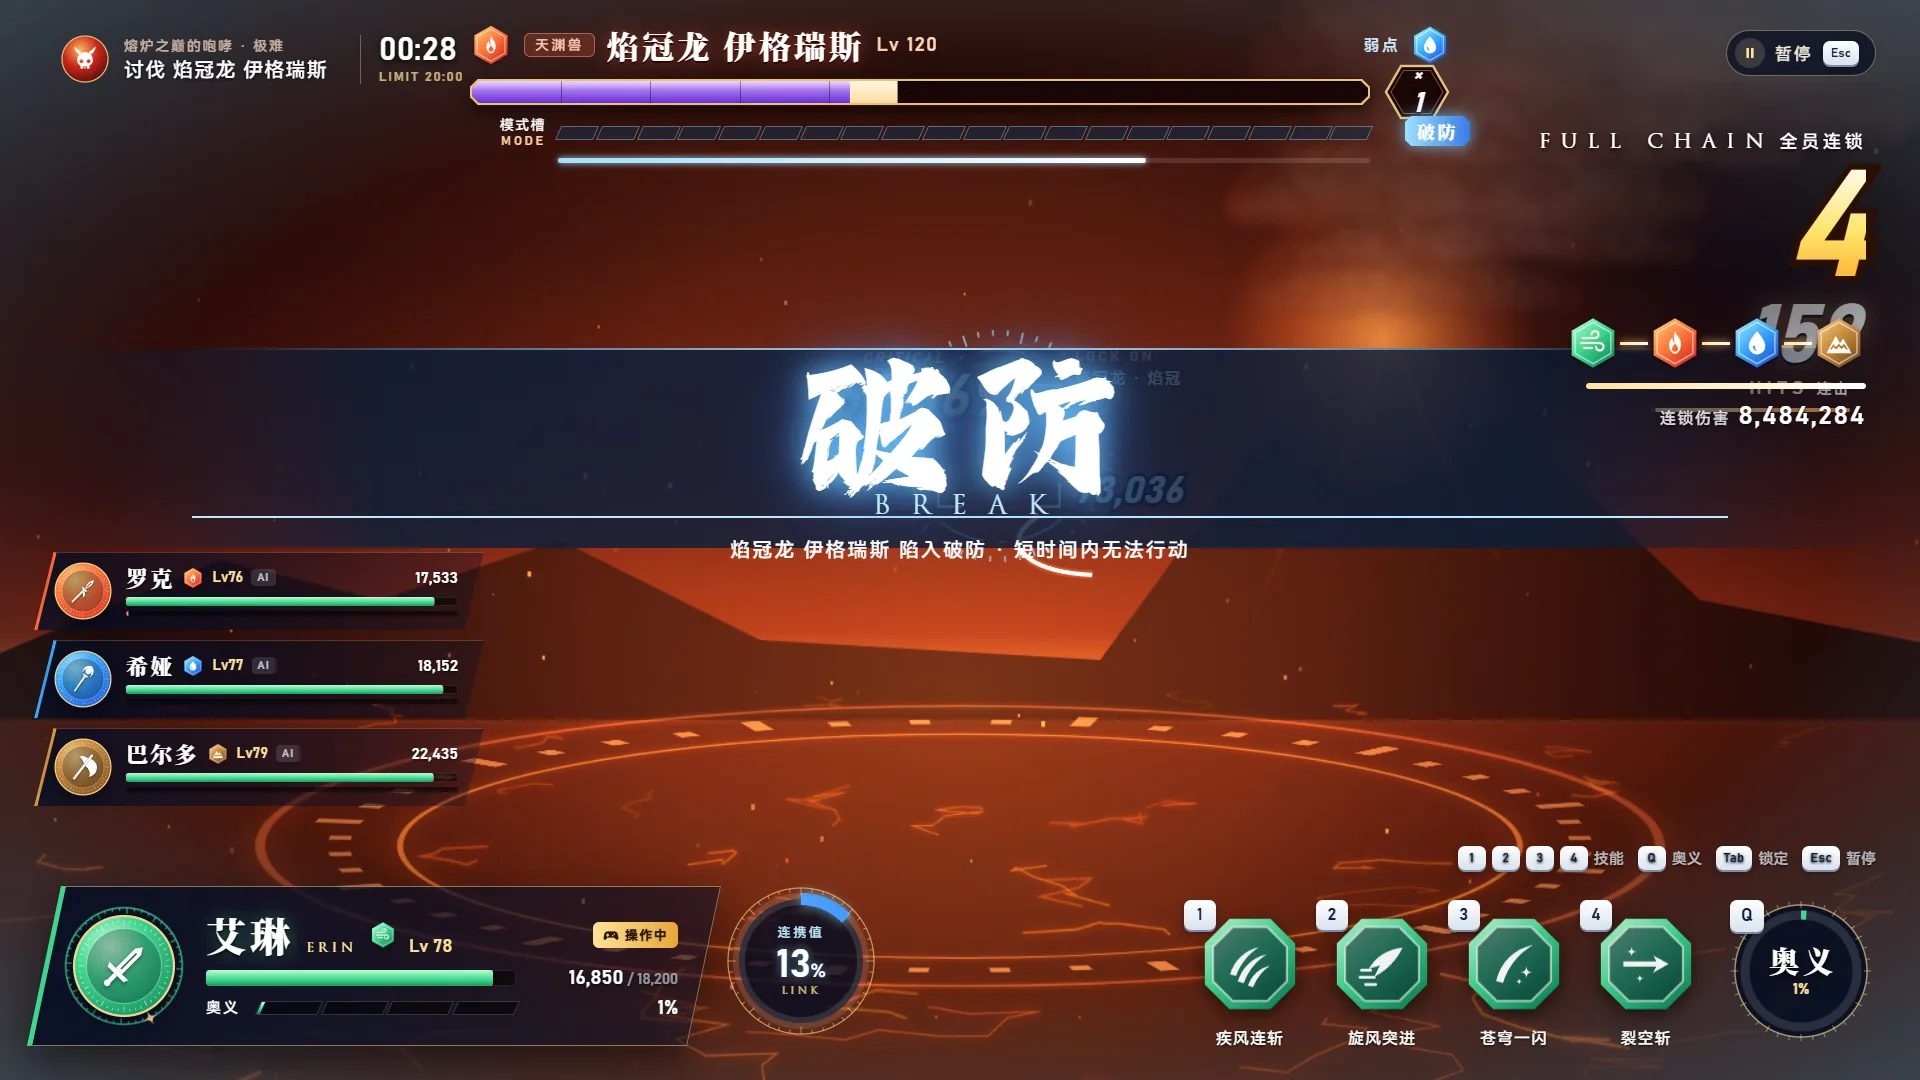 熔炉之巅的咆哮 · 极难
讨伐 焰冠龙 伊格瑞斯
00:28
LIMIT 20:00
天渊兽
焰冠龙 伊格瑞斯 Lv 120
弱点
×
1
破防
暂停 Esc
模式槽
MODE
FULL CHAIN 全员连锁
4
HITS 连击
连锁伤害 8,484,284
破防
BREAK
焰冠龙 伊格瑞斯 陷入破防 · 短时间内无法行动
罗克 Lv76 AI 17,533
希娅 Lv77 AI 18,152
巴尔多 Lv79 AI 22,435
艾琳 ERIN Lv 78 操作中
16,850 / 18,200
奥义 1%
连携值
13%
LINK
1 2 3 4 技能 Q 奥义 Tab 锁定 Esc 暂停
1 疾风连斩
2 旋风突进
3 苍穹一闪
4 裂空斩
Q 奥义
1%